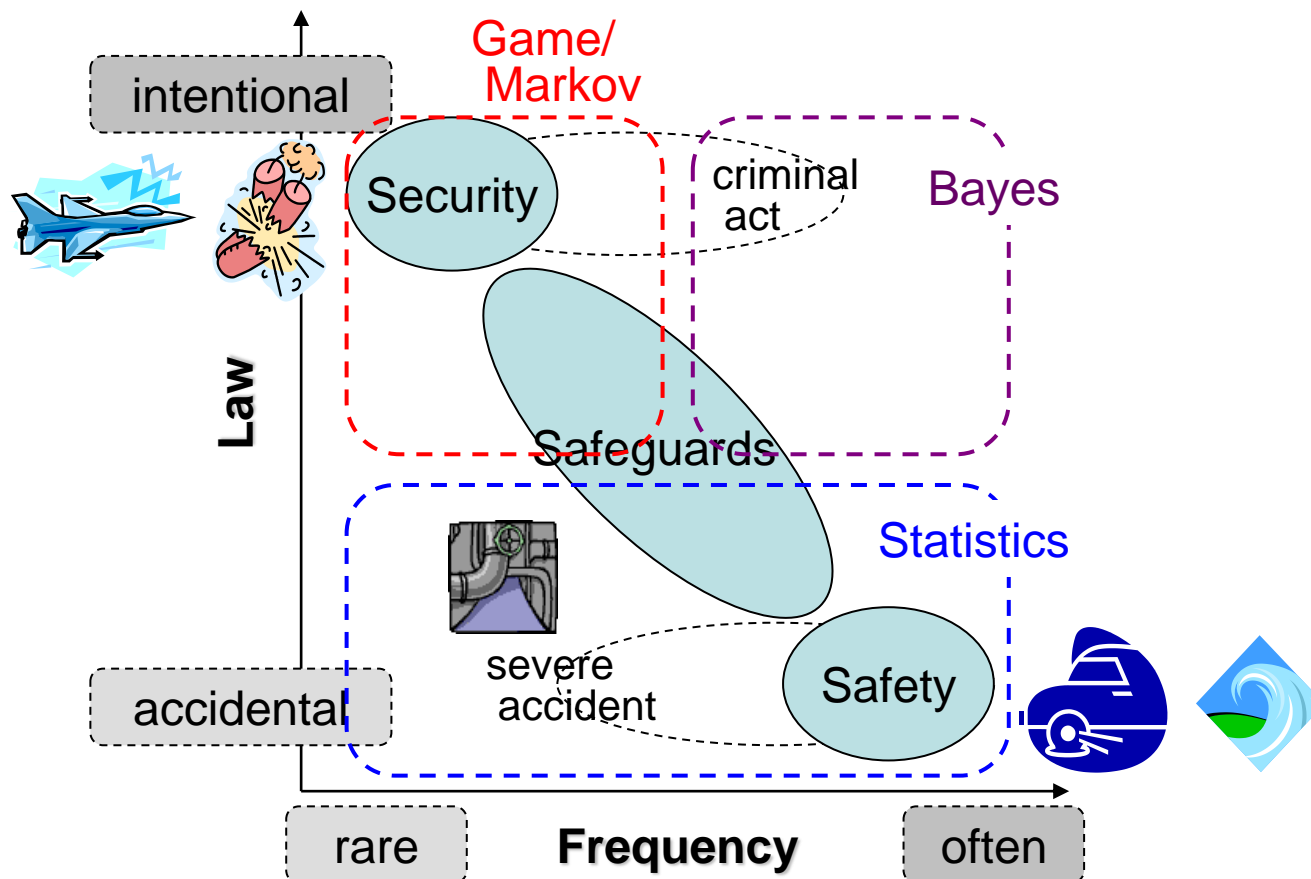 Game/
Markov
intentional
Security
criminal
act
Bayes
Law
Safeguards
Statistics
severe
accident
Safety
accidental
rare
Frequency
often